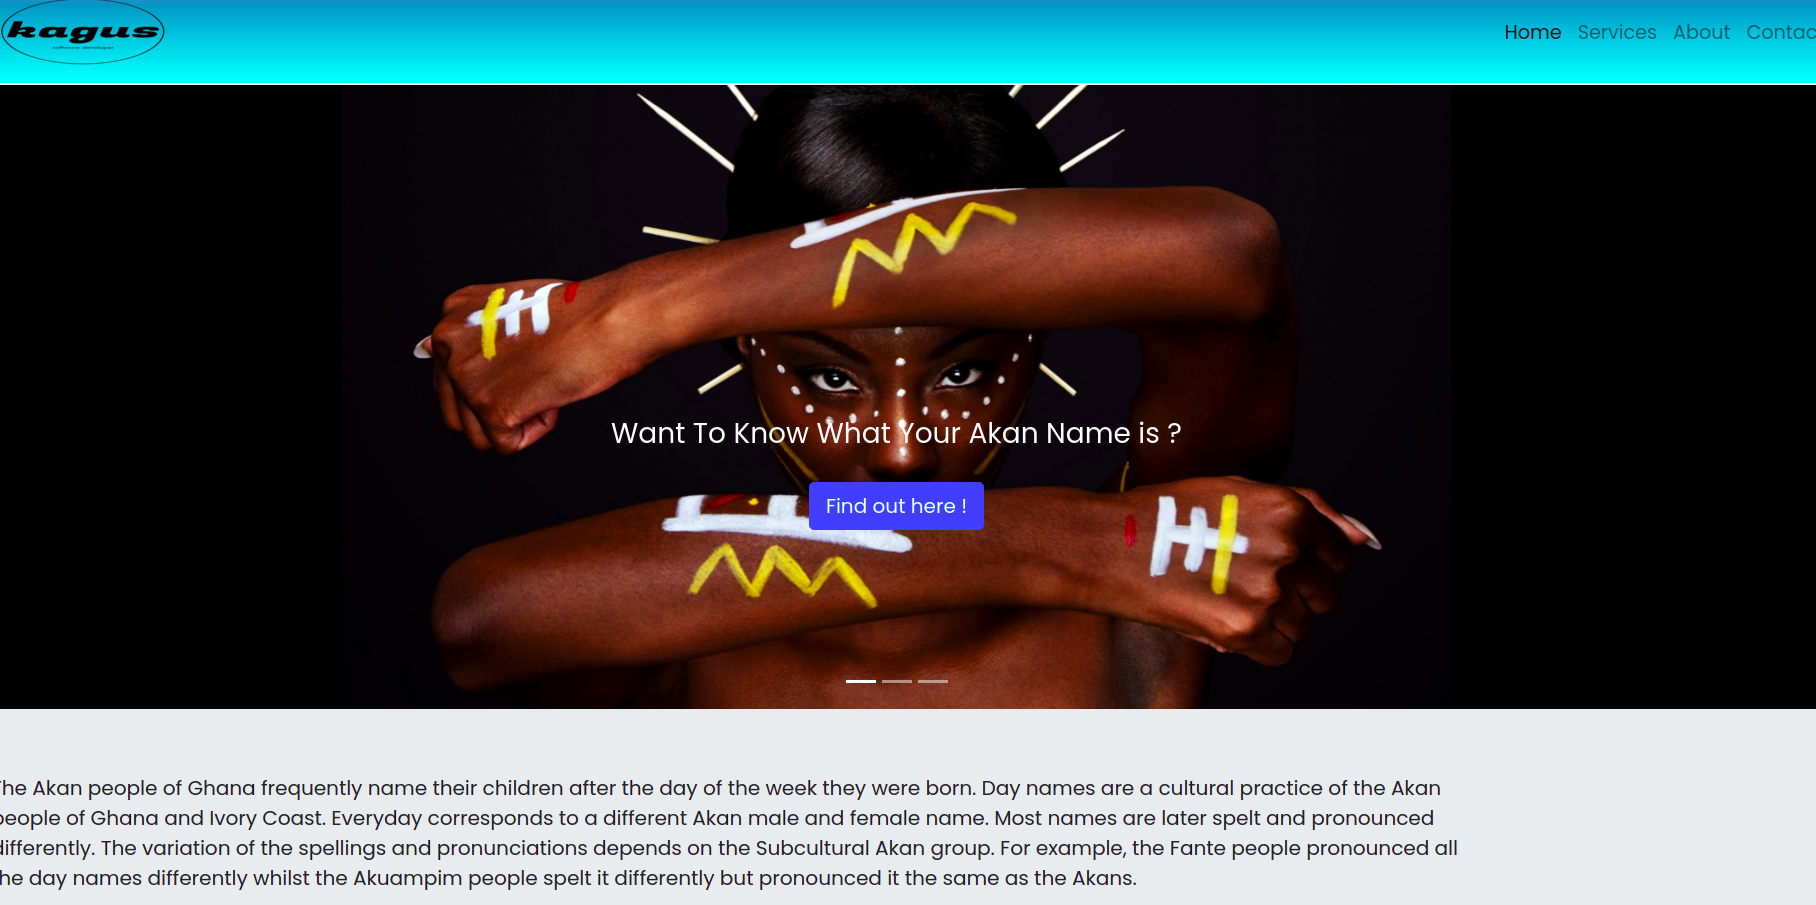 kagus
software developer
Home Services About Contac
Want To Know What Your Akan Name is ?
Find out here !
The Akan people of Ghana frequently name their children after the day of the week they were born. Day names are a cultural practice of the Akan
people of Ghana and Ivory Coast. Everyday corresponds to a different Akan male and female name. Most names are later spelt and pronounced
differently. The variation of the spellings and pronunciations depends on the Subcultural Akan group. For example, the Fante people pronounced all
the day names differently whilst the Akuampim people spelt it differently but pronounced it the same as the Akans.